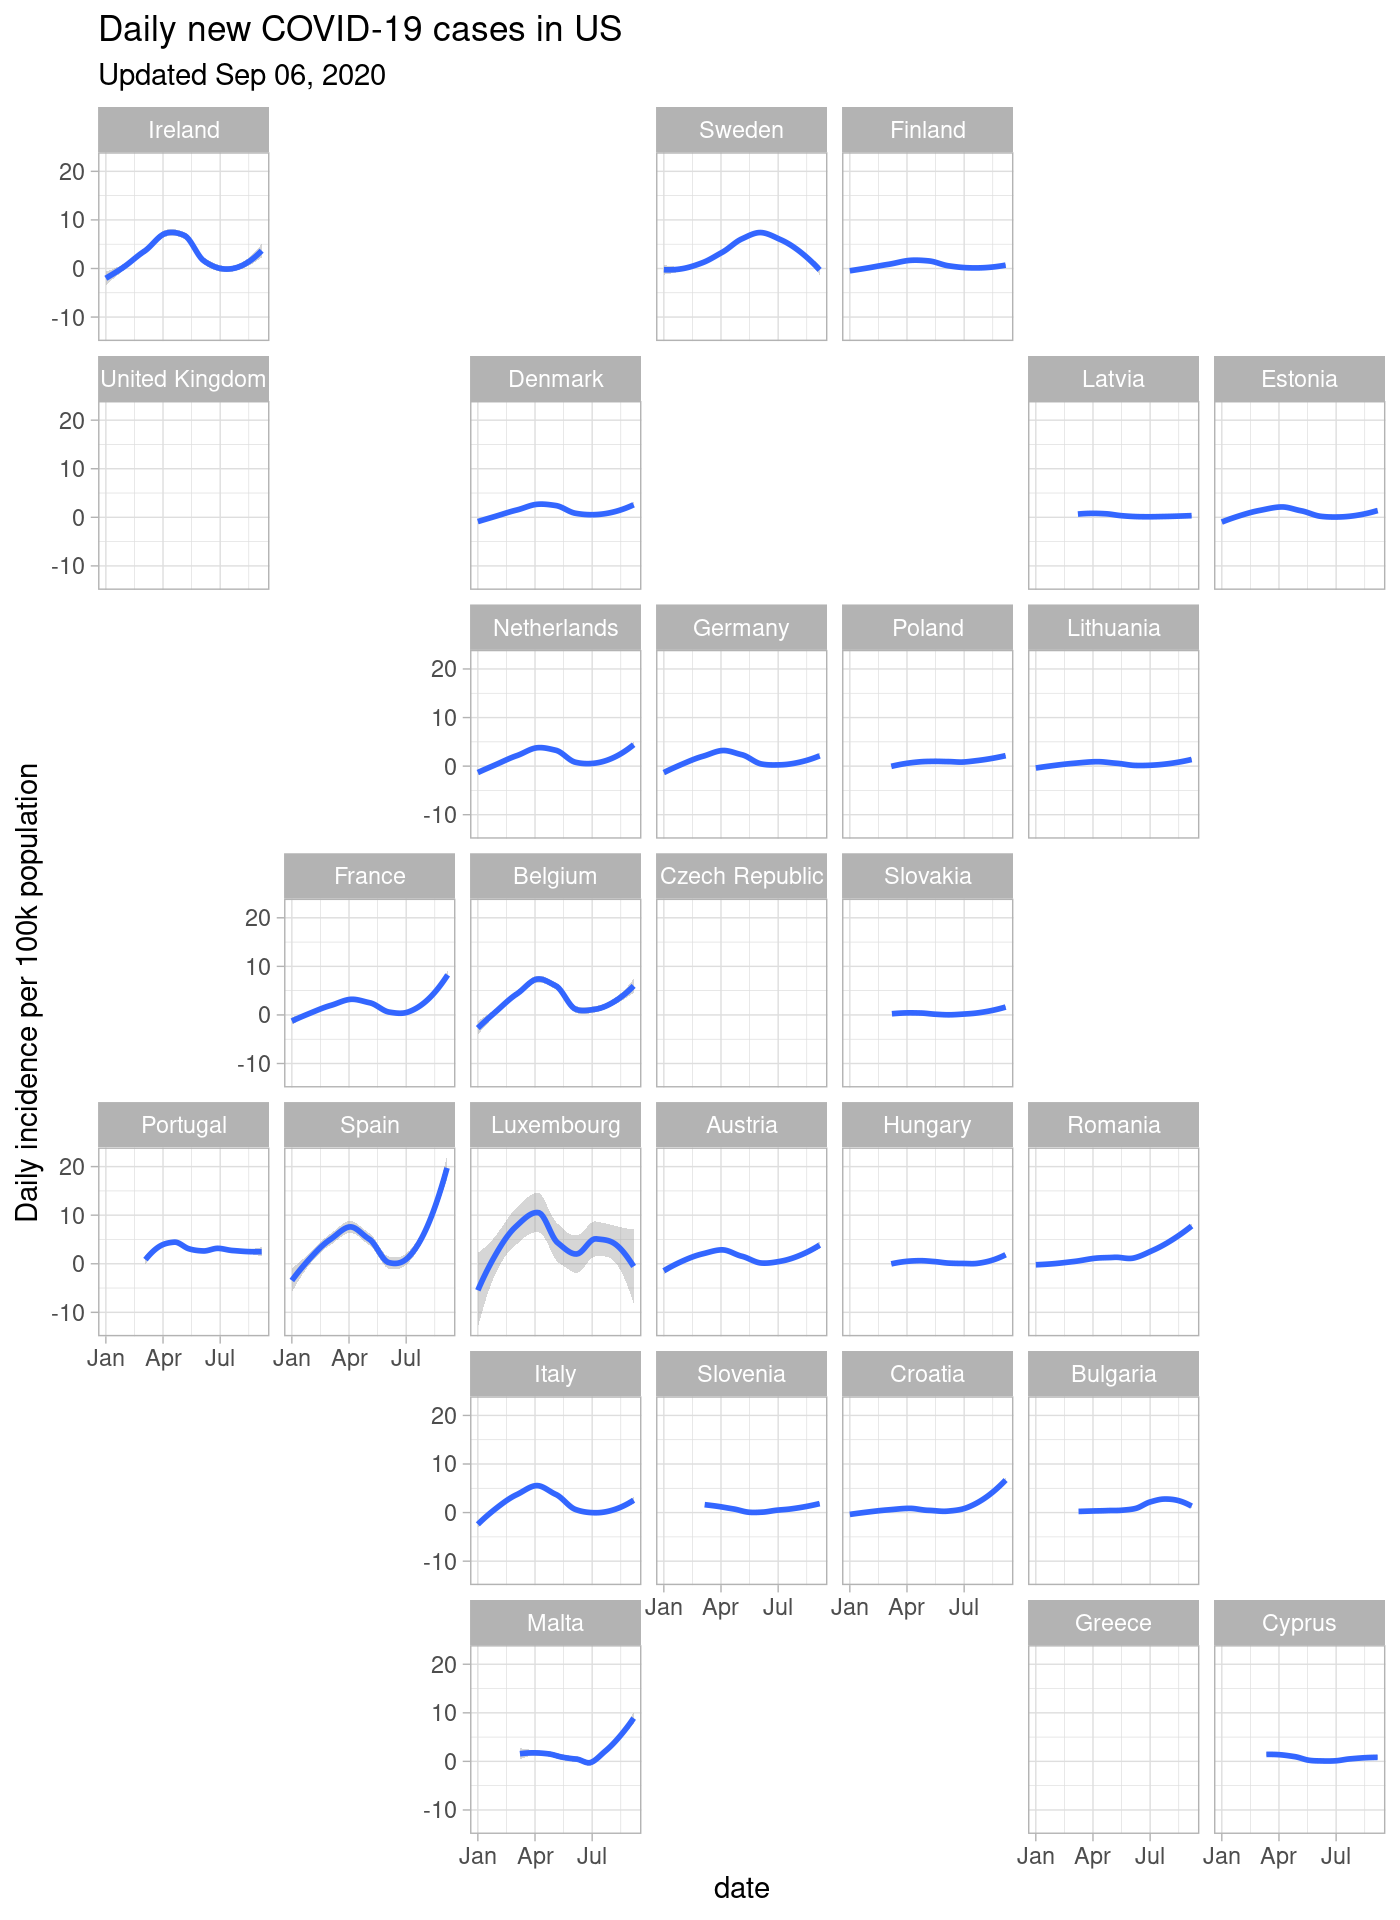 Daily new COVID-19 cases in US
Updated Sep 06, 2020
Ireland Sweden Finland
20
10
0
-10
United Kingdom Denmark Latvia Estonia
20
10
0
-10
Netherlands Germany Poland Lithuania
20
10
0
-10
Daily incidence per 100k population
France Belgium Czech Republic Slovakia
20
10
0
-10
Portugal Spain Luxembourg Austria Hungary Romania
20
10
0
-10
Jan Apr Jul Jan Apr Jul
Italy Slovenia Croatia Bulgaria
20
10
0
-10
Jan Apr Jul Jan Apr Jul
Malta Greece Cyprus
20
10
0
-10
Jan Apr Jul Jan Apr Jul Jan Apr Jul
date